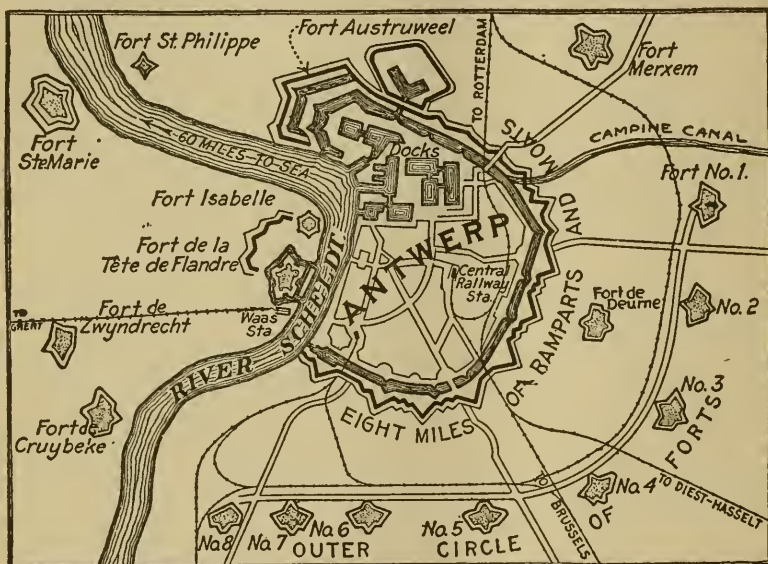 Fort St. Philippe
Fort Austruweel
TO ROTTERDAM
Fort
Merxem
Fort
Ste Marie
60 MILES-TO-SEA
Docks
MOATS
CAMPINE CANAL
Fort No. 1.
Fort Isabelle
Fort de la
Tête de Flandre
ANTWERP
Central
Railway
Sta.
AND
Fort de
Deurne
No. 2
TO
Fort de
Zwyndrecht
Waas
Sta
RIVER SCHELDT
EIGHT MILES OF RAMPARTS
No. 3
Fort de
Cruybeke
No. 4
TO DIEST-HASSELT
BRUSSELS
No. 8
No. 7
No. 6
No. 5
OUTER CIRCLE OF FORTS